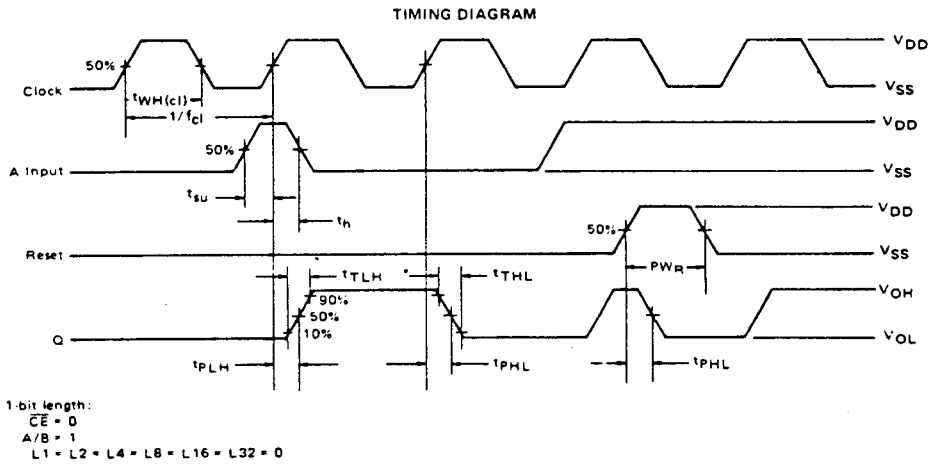 TIMING DIAGRAM
VDD
50%
Clock
tWH(cl)
VSS
1/fcl
VDD
50%
A Input
VSS
tsu
th
VDD
50%
Reset
VSS
tTLH
tTHL
PWR
VOH
90%
50%
10%
Q
VOL
tPLH
tPHL
tPHL
1-bit length:
CE = 0
A/B = 1
L1 = L2 = L4 = L8 = L16 = L32 = 0